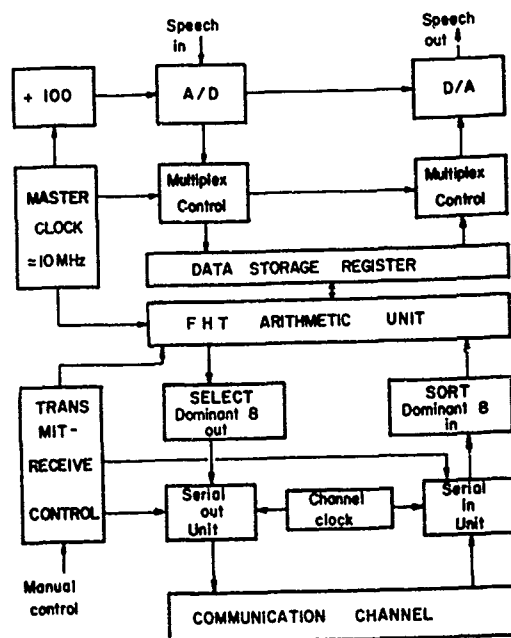 Speech
in
Speech
out
+ 100
A/D
D/A
MASTER
CLOCK
≈10 MHz
Multiplex
Control
Multiplex
Control
DATA STORAGE REGISTER
FHT ARITHMETIC UNIT
TRANS
MIT-
RECEIVE
CONTROL
SELECT
Dominant 8
out
SORT
Dominant 8
in
Serial
out
Unit
Channel
clock
Serial
in
Unit
Manual
control
COMMUNICATION CHANNEL